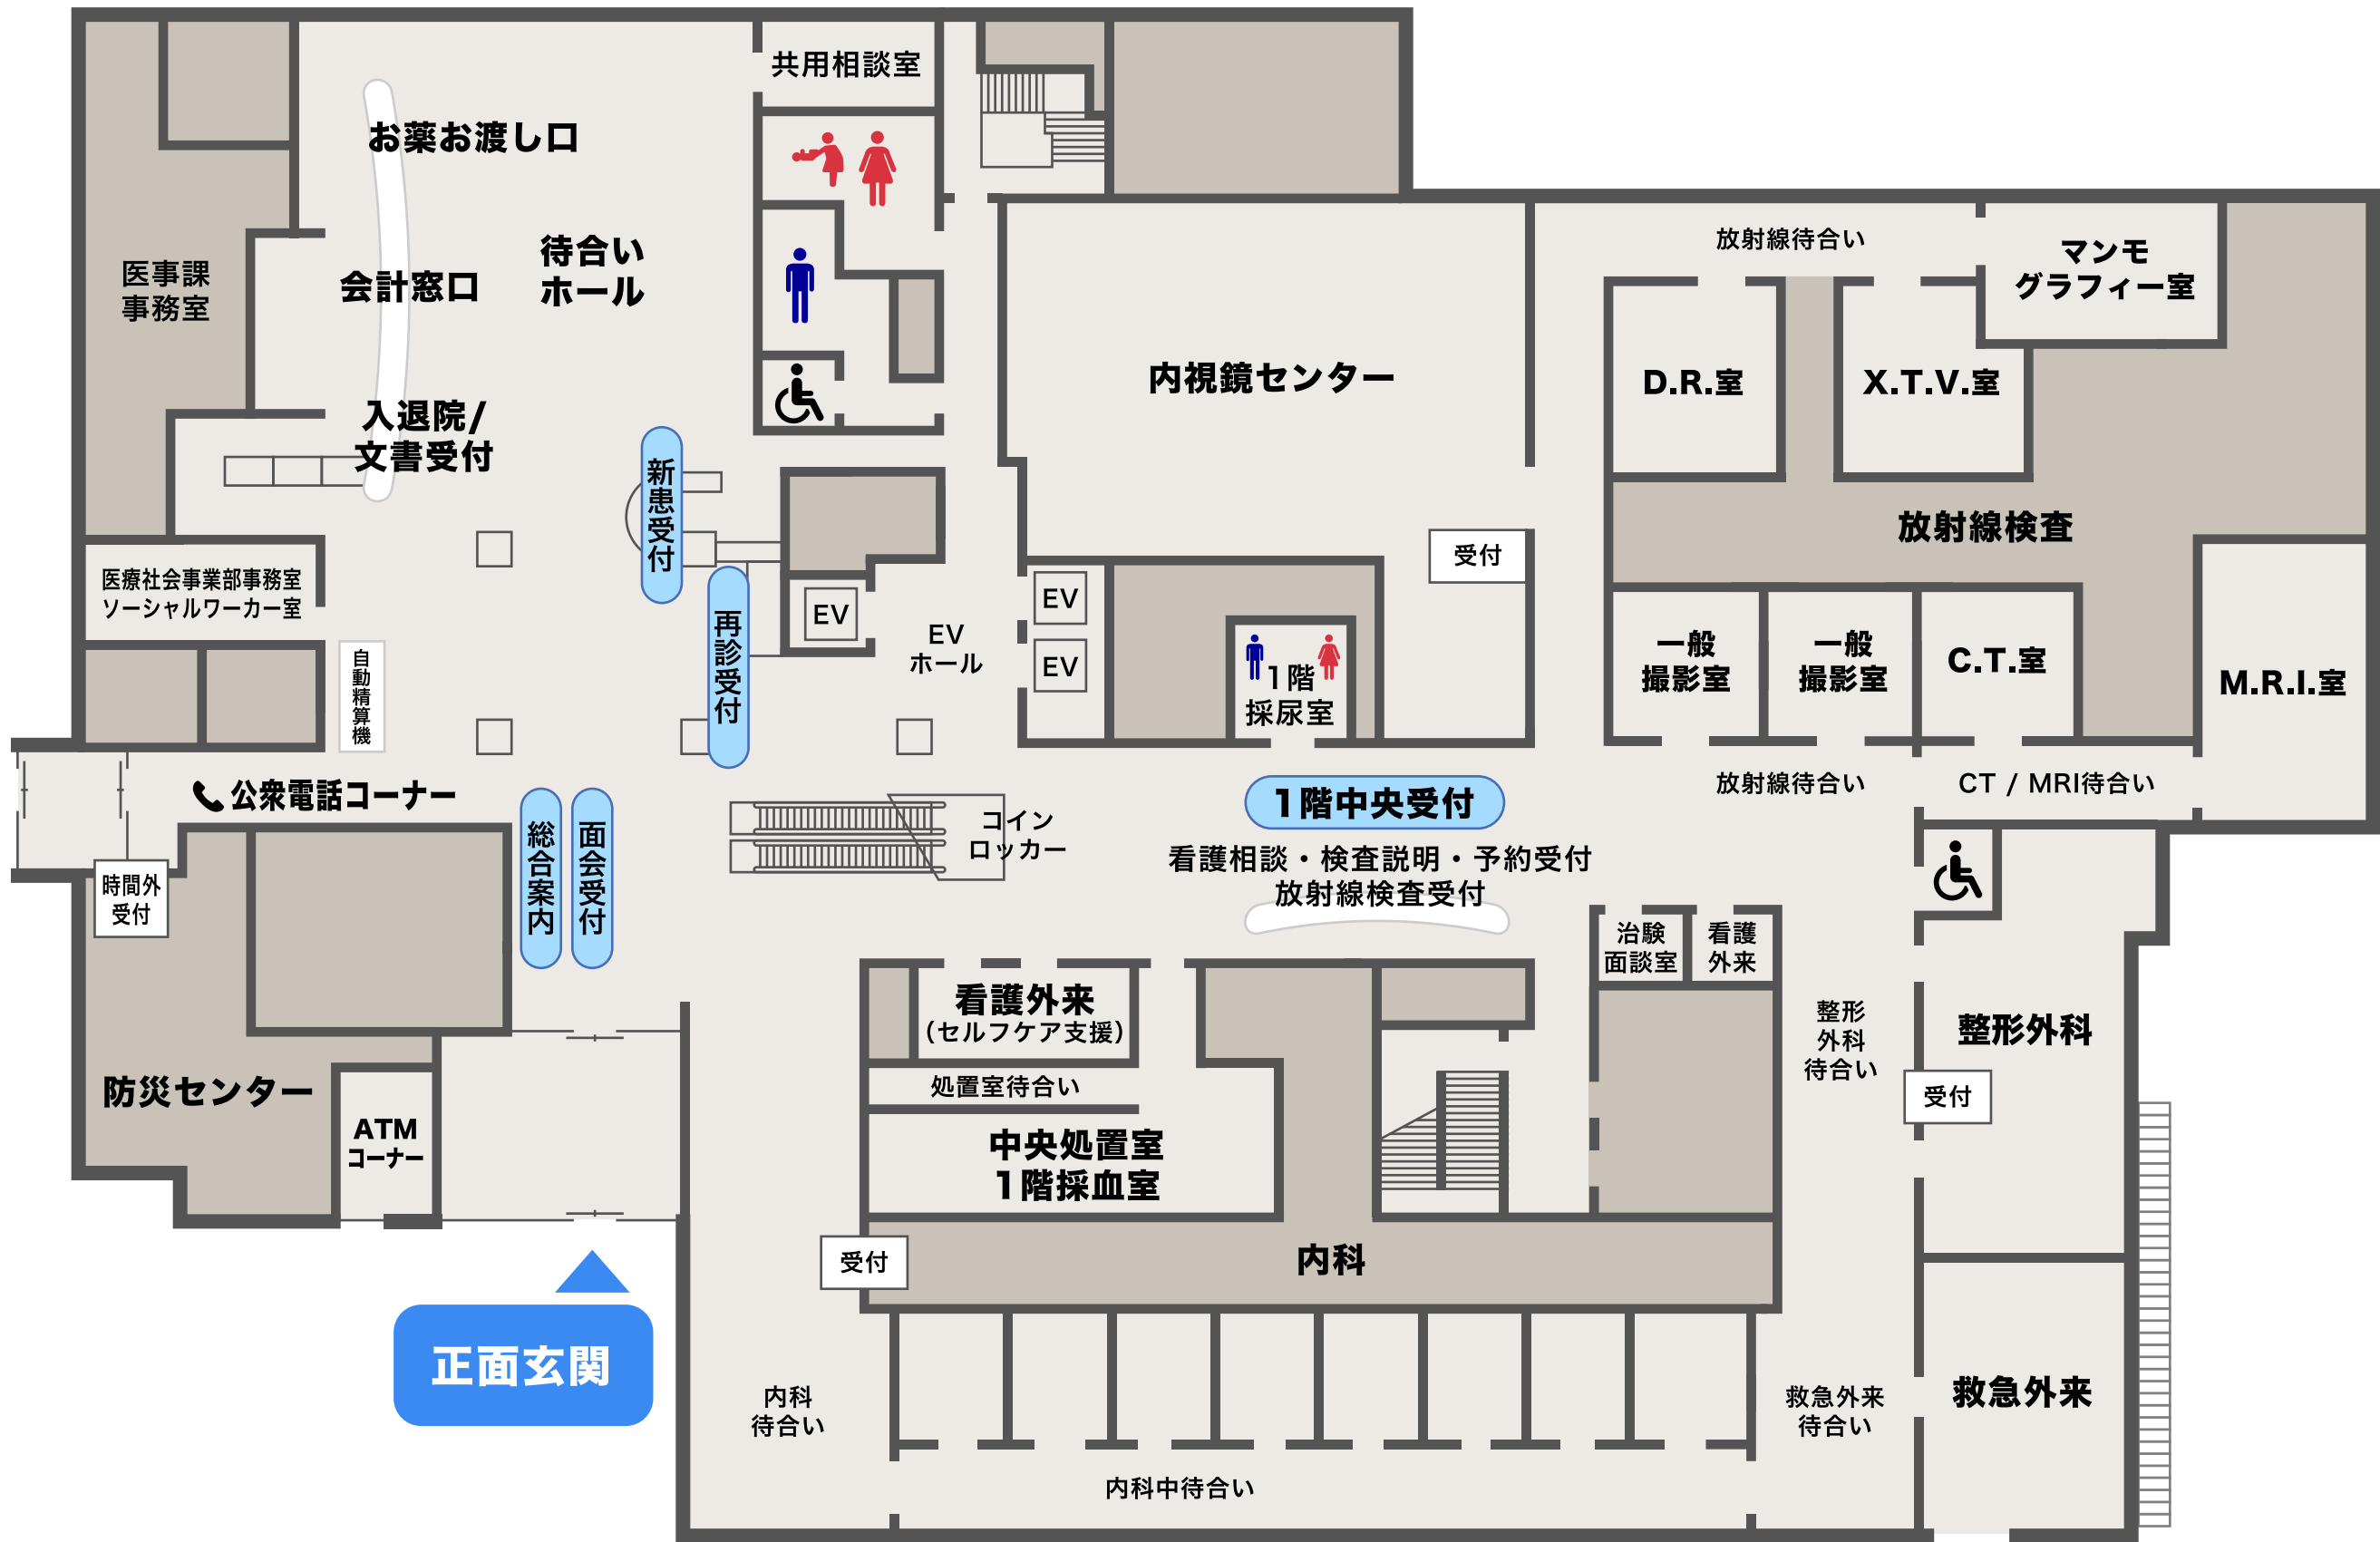 共用相談室
お薬お渡し口
待合い
ホール
医事課
事務室
会計窓口
入退院/
文書受付
新患受付
再診受付
医療社会事業部事務室
ソーシャルワーカー室
自動精算機
EV
EV
ホール
EV
EV
内視鏡センター
受付
1階
採尿室
放射線待合い
マンモ
グラフィー室
D.R.室
X.T.V.室
放射線検査
一般
撮影室
一般
撮影室
C.T.室
M.R.I.室
放射線待合い
CT / MRI待合い
公衆電話コーナー
時間外
受付
総合案内
面会受付
コイン
ロッカー
1階中央受付
看護相談・検査説明・予約受付
放射線検査受付
治験
面談室
看護
外来
整形
外科
待合い
整形外科
受付
防災センター
ATM
コーナー
看護外来
(セルフケア支援)
処置室待合い
中央処置室
1階採血室
受付
内科
正面玄関
内科
待合い
内科中待合い
救急外来
待合い
救急外来